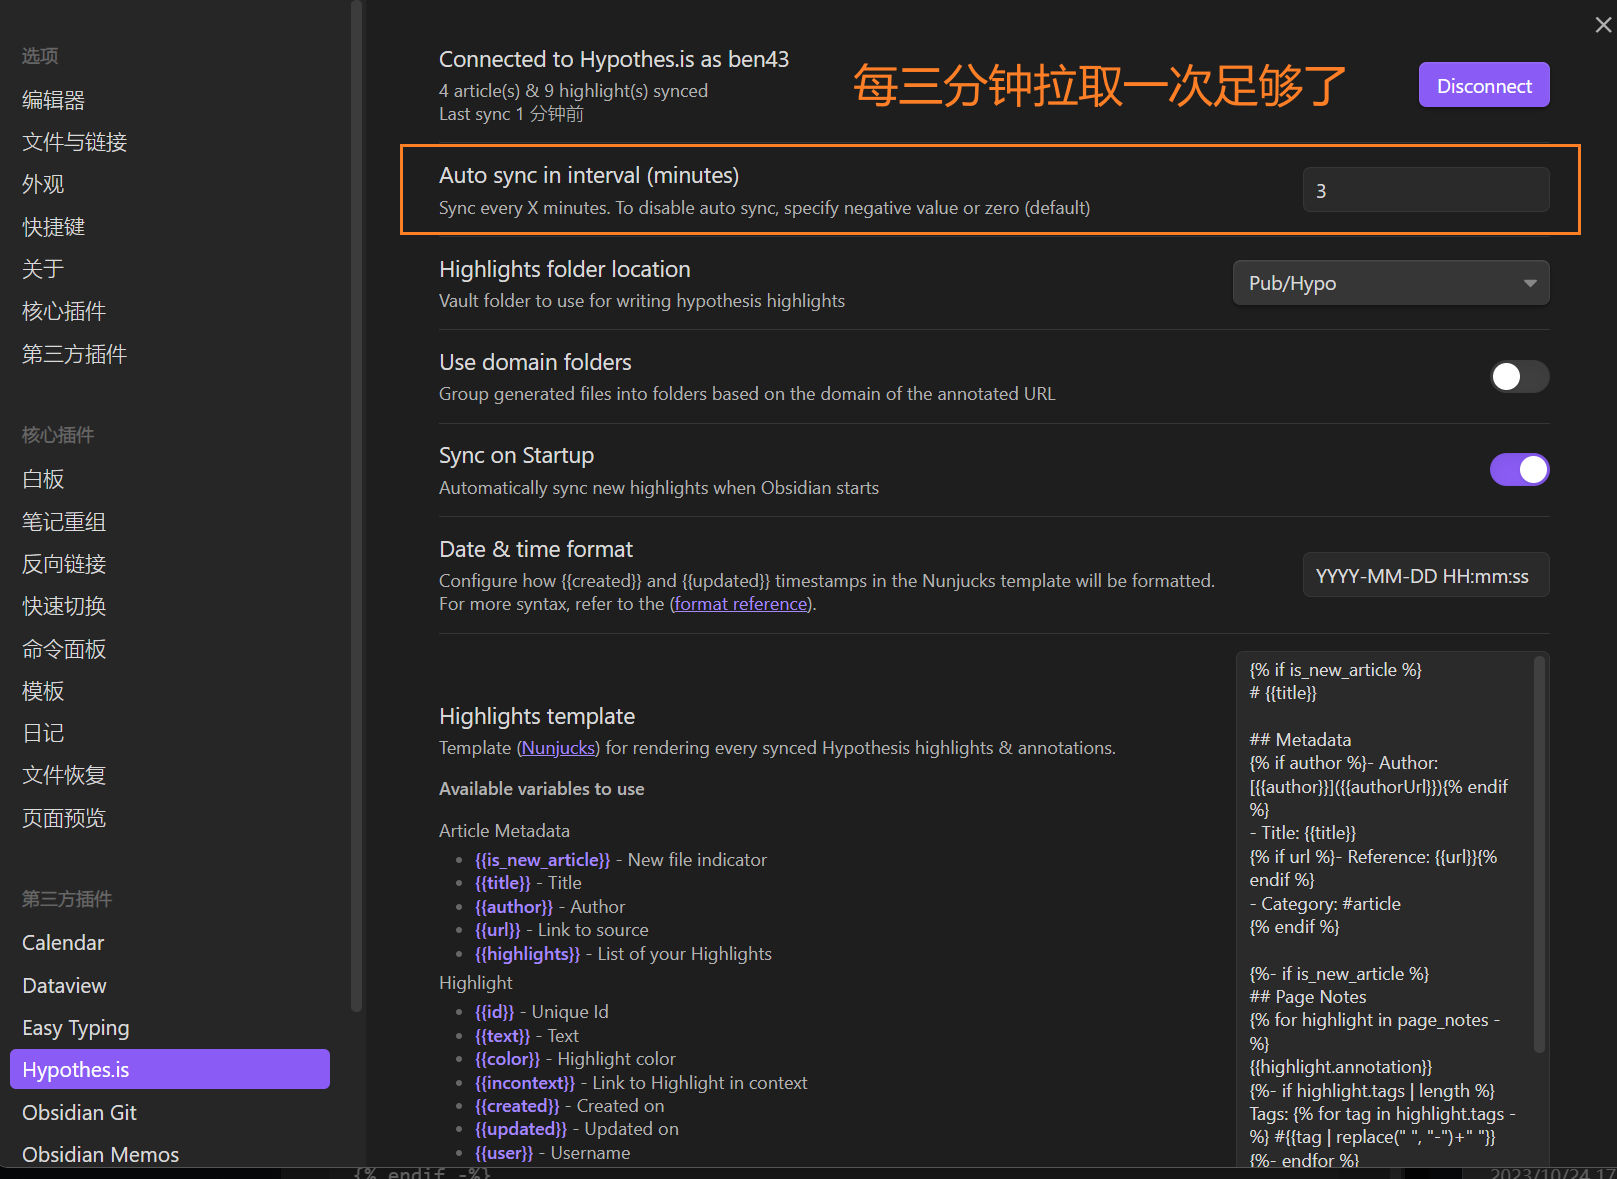 选项
编辑器
文件与链接
外观
快捷键
关于
核心插件
第三方插件
核心插件
白板
笔记重组
反向链接
快速切换
命令面板
模板
日记
文件恢复
页面预览
第三方插件
Calendar
Dataview
Easy Typing
Hypothes.is
Obsidian Git
Obsidian Memos
Connected to Hypothes.is as ben43
4 article(s) & 9 highlight(s) synced
Last sync 1 分钟前
每三分钟拉取一次足够了
Disconnect
Auto sync in interval (minutes)
Sync every X minutes. To disable auto sync, specify negative value or zero (default)
3
Highlights folder location
Vault folder to use for writing hypothesis highlights
Pub/Hypo
Use domain folders
Group generated files into folders based on the domain of the annotated URL
Sync on Startup
Automatically sync new highlights when Obsidian starts
Date & time format
Configure how {{created}} and {{updated}} timestamps in the Nunjucks template will be formatted.
For more syntax, refer to the (format reference).
YYYY-MM-DD HH:mm:ss
Highlights template
Template (Nunjucks) for rendering every synced Hypothesis highlights & annotations.
Available variables to use
Article Metadata
• {{is_new_article}} - New file indicator
• {{title}} - Title
• {{author}} - Author
• {{url}} - Link to source
• {{highlights}} - List of your Highlights
Highlight
• {{id}} - Unique Id
• {{text}} - Text
• {{color}} - Highlight color
• {{incontext}} - Link to Highlight in context
• {{created}} - Created on
• {{updated}} - Updated on
• {{user}} - Username
{% if is_new_article %}
# {{title}}
## Metadata
{% if author %}- Author:
[{{author}}]({{authorUrl}}){% endif
%}
- Title: {{title}}
{% if url %}- Reference: {{url}}{%
endif %}
- Category: #article
{% endif %}
{%- if is_new_article %}
## Page Notes
{% for highlight in page_notes -
%}
{{highlight.annotation}}
{%- if highlight.tags | length %}
Tags: {% for tag in highlight.tags -
%} #{{tag | replace(" ", "-")+" "}}
{%- endfor %}
{% endif -%}
2023/10/24 17